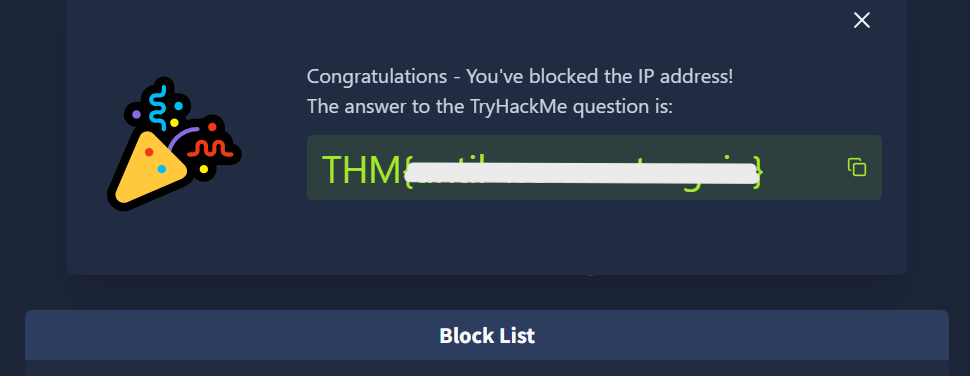 Congratulations - You've blocked the IP address!
The answer to the TryHackMe question is:
THM{
Block List